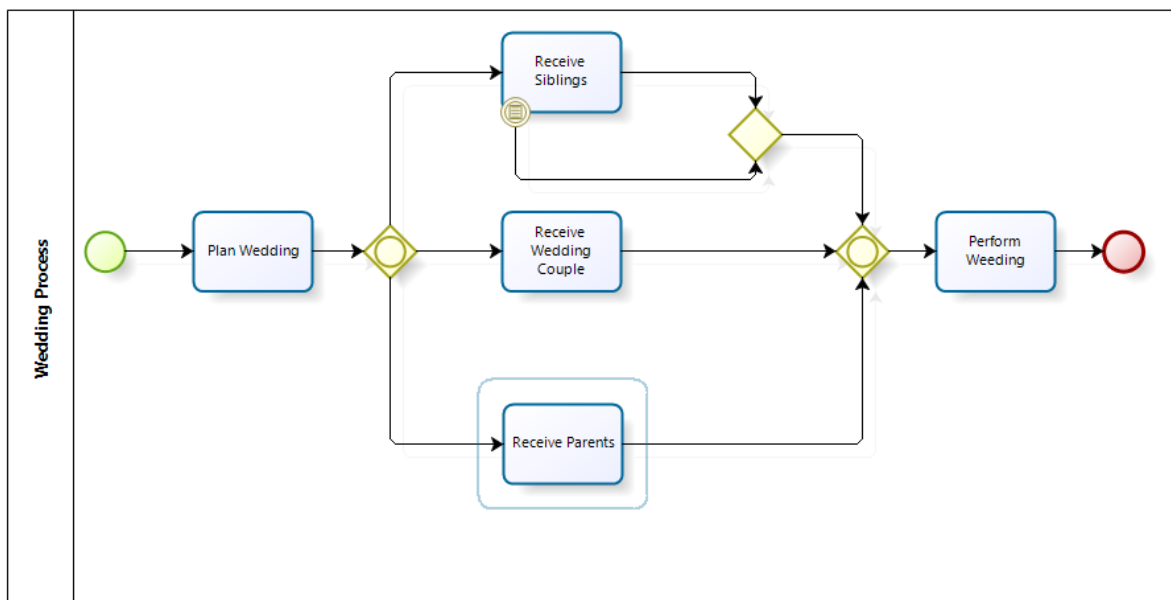 Wedding Process
Receive
Siblings
Plan Wedding
Receive
Wedding
Couple
Perform
Weeding
Receive Parents